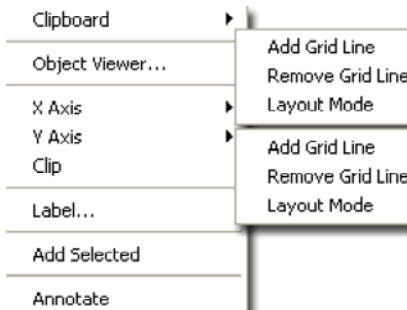 Clipboard
Object Viewer...
X Axis
Y Axis
Clip
Label...
Add Selected
Annotate
Add Grid Line
Remove Grid Line
Layout Mode
Add Grid Line
Remove Grid Line
Layout Mode